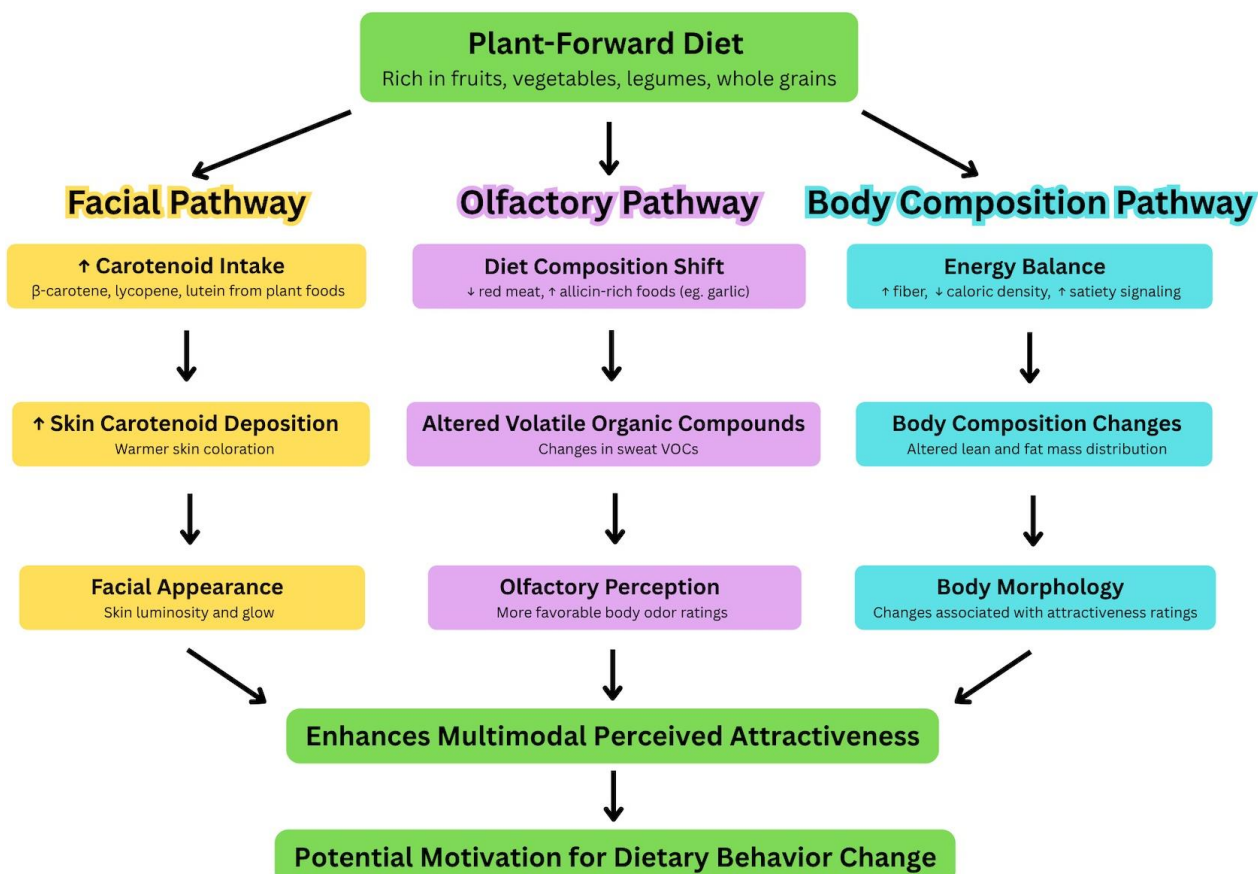 Plant-Forward Diet
Rich in fruits, vegetables, legumes, whole grains
Facial Pathway
↑ Carotenoid Intake
β-carotene, lycopene, lutein from plant foods
↑ Skin Carotenoid Deposition
Warmer skin coloration
Facial Appearance
Skin luminosity and glow
Olfactory Pathway
Diet Composition Shift
↓ red meat, ↑ allicin-rich foods (eg. garlic)
Altered Volatile Organic Compounds
Changes in sweat VOCs
Olfactory Perception
More favorable body odor ratings
Body Composition Pathway
Energy Balance
↑ fiber, ↓ caloric density, ↑ satiety signaling
Body Composition Changes
Altered lean and fat mass distribution
Body Morphology
Changes associated with attractiveness ratings
Enhances Multimodal Perceived Attractiveness
Potential Motivation for Dietary Behavior Change